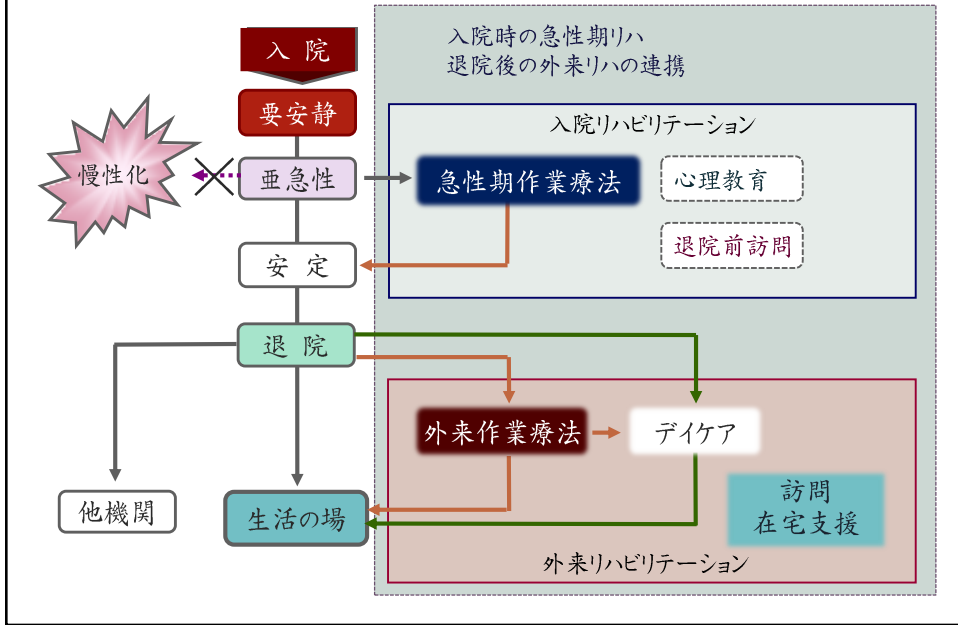 入院時の急性期リハ
退院後の外来リハの連携
入 院
要安静
慢性化
亜急性
安 定
退 院
他機関
生活の場
入院リハビリテーション
急性期作業療法
心理教育
退院前訪問
外来作業療法
デイケア
訪問
在宅支援
外来リハビリテーション